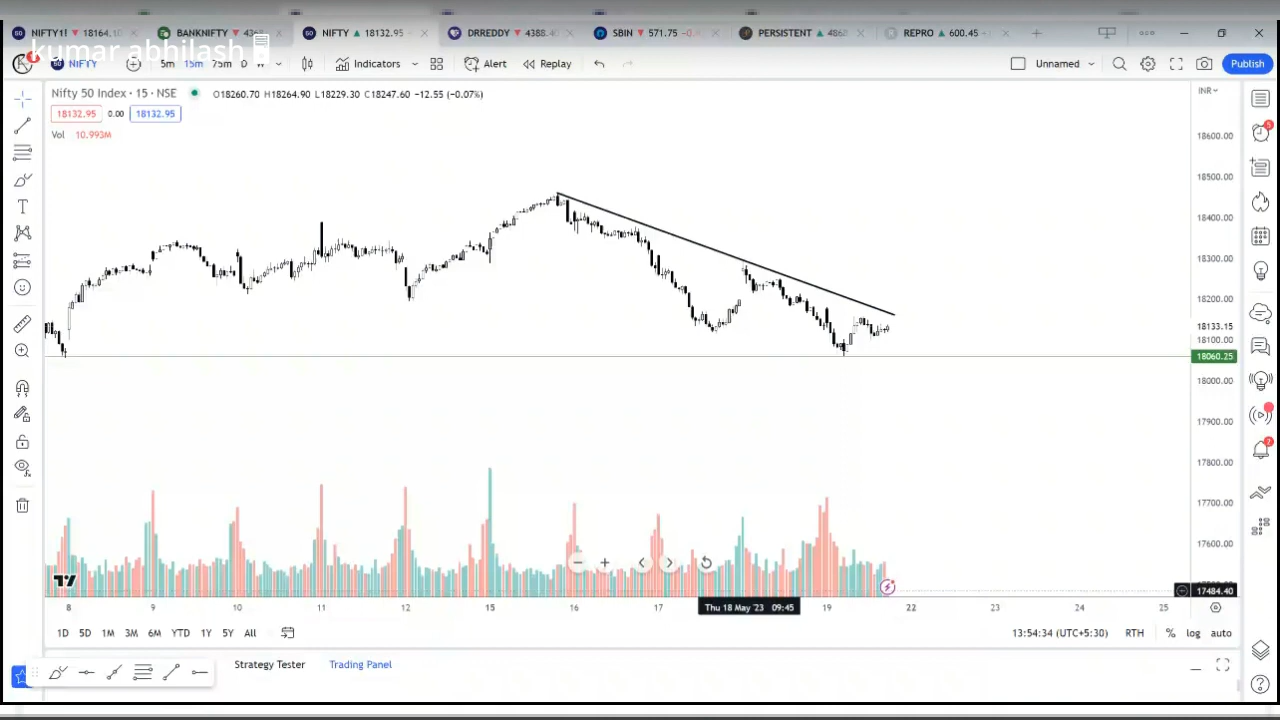 NIFTY1! ▼ 18164.10
BANKNIFTY ▼ 4368
NIFTY ▲ 18132.95
DRREDDY ▼ 4388.4
SBIN ▼ 571.75 -0.
PERSISTENT ▲ 486
REPRO ▲ 600.45
kumar abhilash
NIFTY 5m 15m 75m D W Indicators Alert Replay Unnamed Publish
Nifty 50 Index · 15 · NSE O18260.70 H18264.90 L18229.30 C18247.60 −12.55 (−0.07%) INR
18132.95 0.00 18132.95
Vol 10.993M
18600.00
18500.00
18400.00
18300.00
18200.00
18133.15
18100.00
18060.25
18000.00
17900.00
17800.00
17700.00
17600.00
17484.40
8 9 10 11 12 15 16 17 Thu 18 May '23 09:45 19 22 23 24 25
1D 5D 1M 3M 6M YTD 1Y 5Y All 13:54:34 (UTC+5:30) RTH % log auto
Strategy Tester Trading Panel